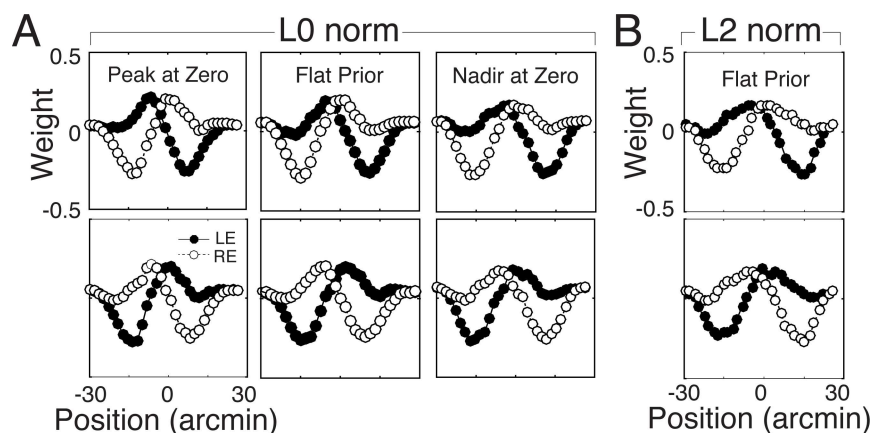 A
L0 norm
B
L2 norm
0.5
Peak at Zero
Flat Prior
Nadir at Zero
0.5
Flat Prior
Weight
0
Weight
0
-0.5
-0.5
LE
RE
-30
0
30
-30
0
30
Position (arcmin)
Position (arcmin)